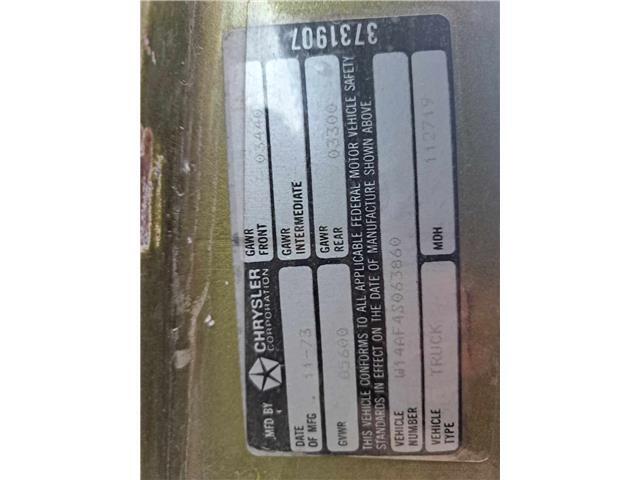 MFD BY CHRYSLER CORPORATION
GAWR FRONT 03440
DATE OF MFG. 11-73
GAWR INTERMEDIATE
GVWR 05600
GAWR REAR 03300
THIS VEHICLE CONFORMS TO ALL APPLICABLE FEDERAL MOTOR VEHICLE SAFETY
STANDARDS IN EFFECT ON THE DATE OF MANUFACTURE SHOWN ABOVE.
VEHICLE NUMBER W14AF4S063860
VEHICLE TYPE TRUCK
MDH 112719
3731907